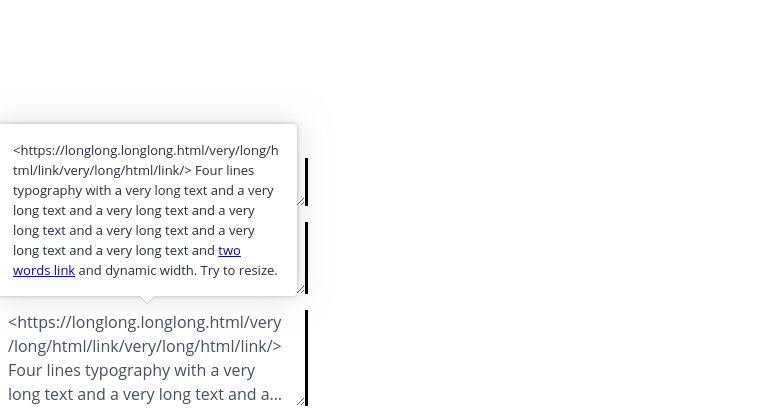 <https://longlong.longlong.html/very/long/h
tml/link/very/long/html/link/> Four lines
typography with a very long text and a very
long text and a very long text and a very
long text and a very long text and a very
long text and a very long text and two
words link and dynamic width. Try to resize.
<https://longlong.longlong.html/very
/long/html/link/very/long/html/link/>
Four lines typography with a very
long text and a very long text and a...